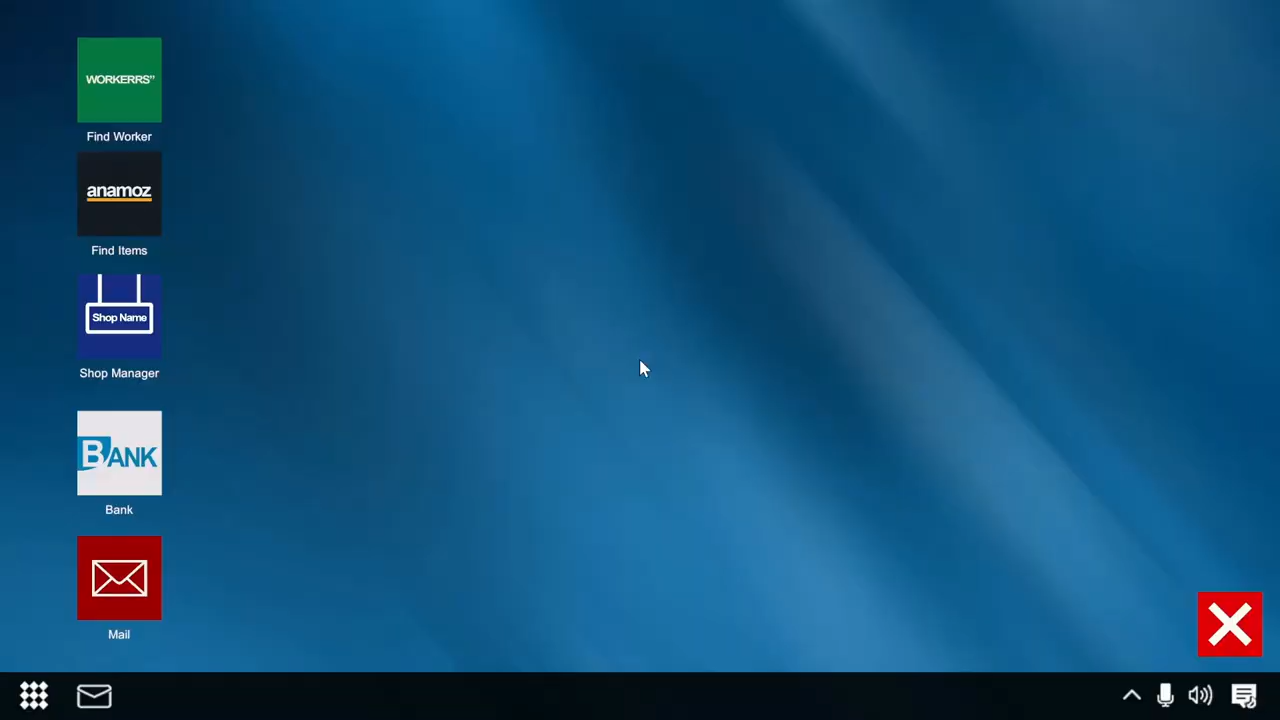 WORKERRS”
Find Worker
anamoz
Find Items
Shop Name
Shop Manager
BANK
Bank
Mail